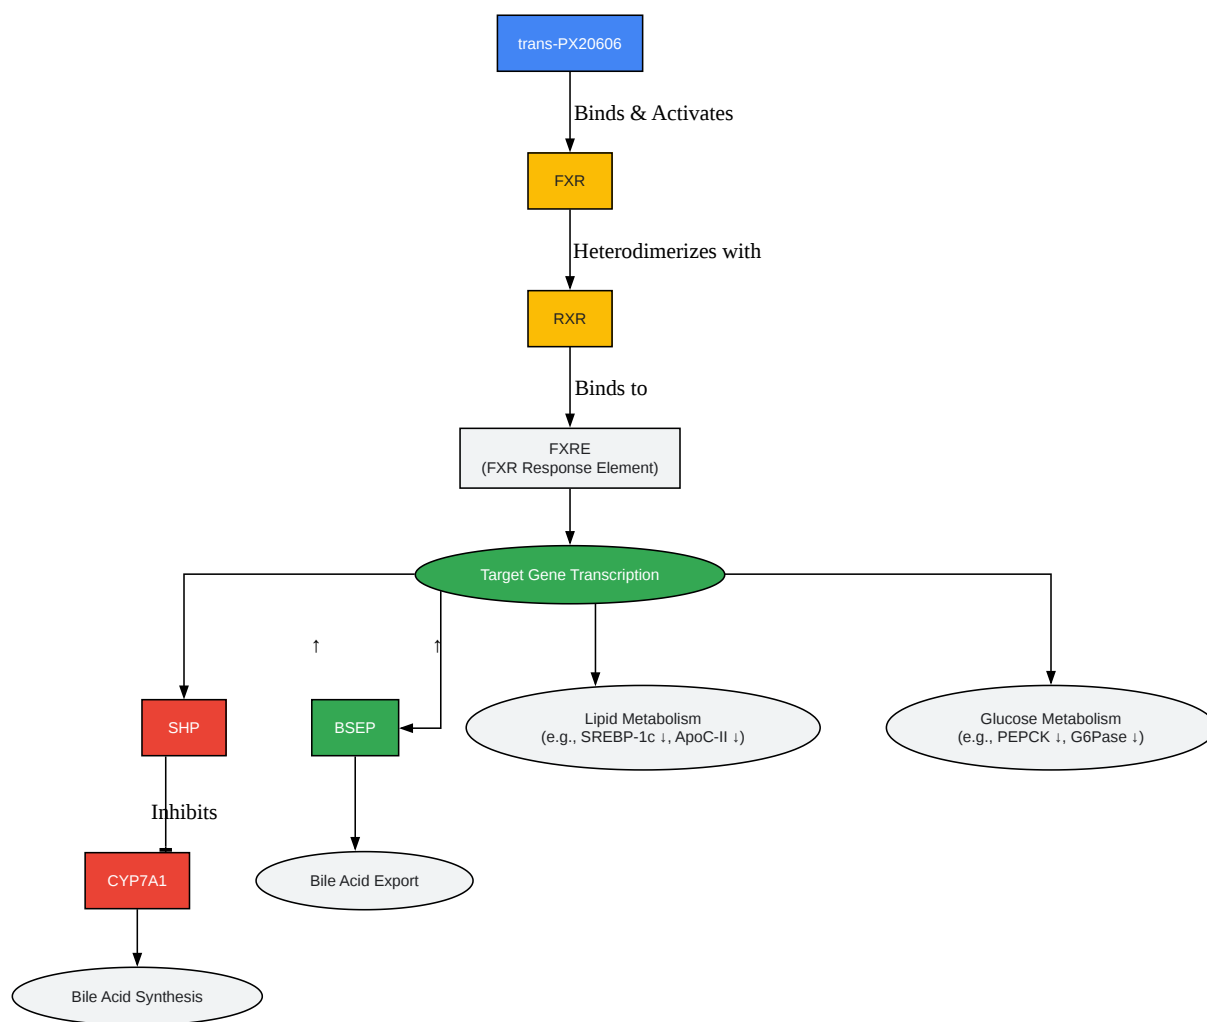 trans-PX20606
Binds & Activates
FXR
Heterodimerizes with
RXR
Binds to
FXRE
(FXR Response Element)
Target Gene Transcription
↑
↑
SHP
BSEP
Lipid Metabolism
(e.g., SREBP-1c ↓, ApoC-II ↓)
Glucose Metabolism
(e.g., PEPCK ↓, G6Pase ↓)
Inhibits
CYP7A1
Bile Acid Export
Bile Acid Synthesis